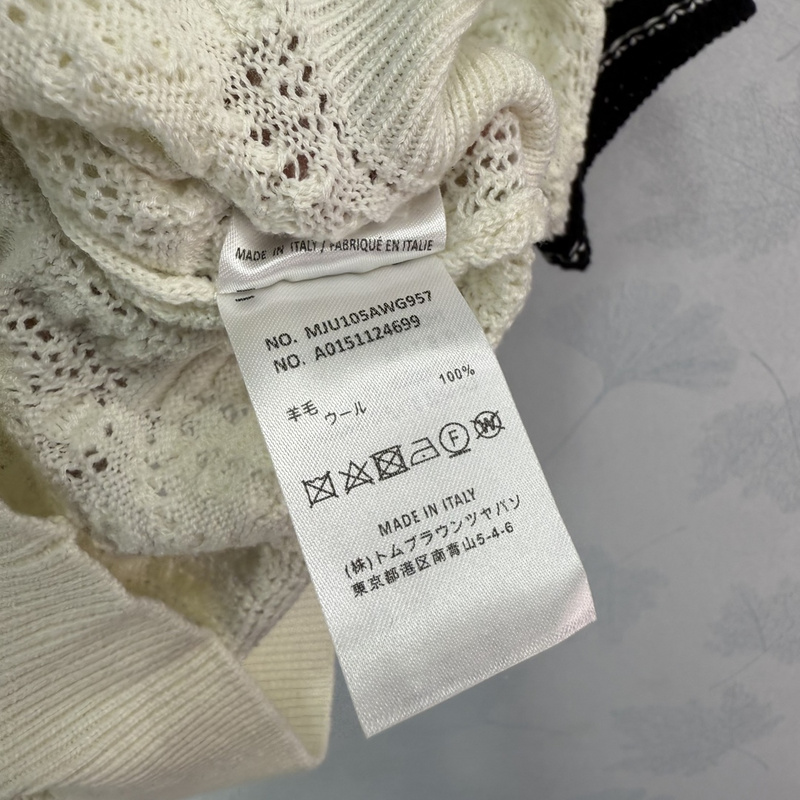 MADE IN ITALY / FABRIQUÉ EN ITALIE
NO. MJU105AWG957
NO. A0151124699
羊毛 ウール 100%
F W
MADE IN ITALY
(株)トムブラウンツヤパソ
東京都港区南青山5-4-6